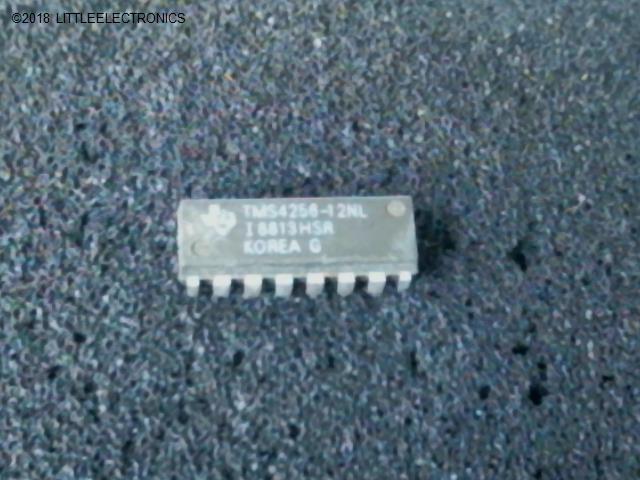 ©2018 LITTLEELECTRONICS
TMS4256-12NL
I 8813HSR
KOREA G